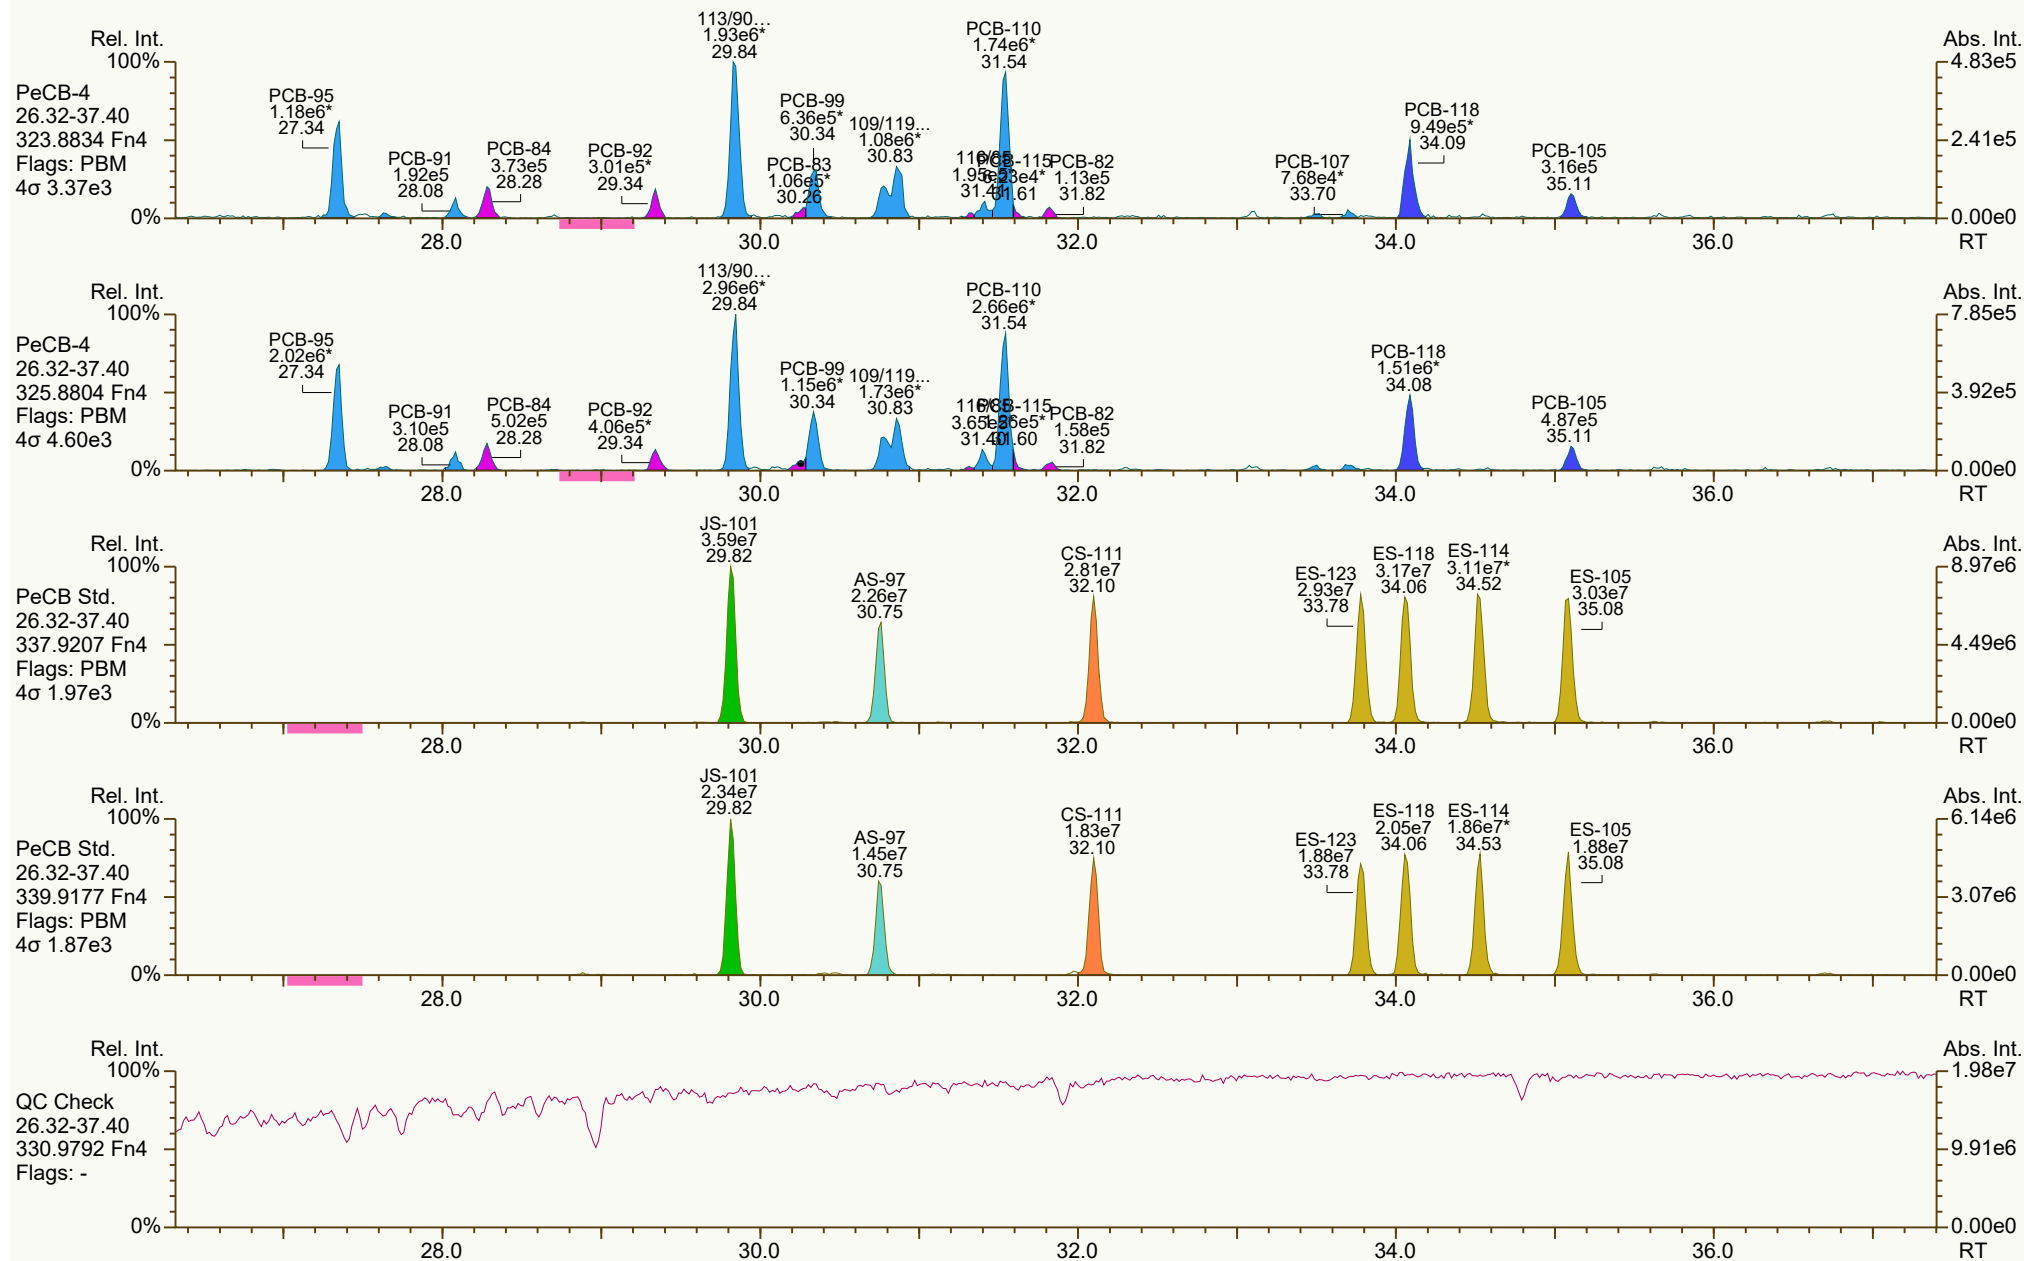 Rel. Int.
100%
0%
PeCB-4
26.32-37.40
323.8834 Fn4
Flags: PBM
4σ 3.37e3
PCB-95
1.18e6*
27.34
PCB-91
1.92e5
28.08
PCB-84
3.73e5
28.28
PCB-92
3.01e5*
29.34
113/90...
1.93e6*
29.84
PCB-83
1.06e5*
30.26
PCB-99
6.36e5*
30.34
109/119...
1.08e6*
30.83
PCB-110
1.74e6*
31.54
PCB-115
31.61
PCB-82
1.13e5
31.82
PCB-107
7.68e4*
33.70
PCB-118
9.49e5*
34.09
PCB-105
3.16e5
35.11
Abs. Int.
4.83e5
2.41e5
0.00e0
28.0 30.0 32.0 34.0 36.0 RT
Rel. Int.
100%
0%
PeCB-4
26.32-37.40
325.8804 Fn4
Flags: PBM
4σ 4.60e3
PCB-95
2.02e6*
27.34
PCB-91
3.10e5
28.08
PCB-84
5.02e5
28.28
PCB-92
4.06e5*
29.34
113/90...
2.96e6*
29.84
PCB-99
1.15e6*
30.34
109/119...
1.73e6*
30.83
PCB-110
2.66e6*
31.54
PCB-115
31.60
PCB-82
1.58e5
31.82
PCB-118
1.51e6*
34.08
PCB-105
4.87e5
35.11
Abs. Int.
7.85e5
3.92e5
0.00e0
28.0 30.0 32.0 34.0 36.0 RT
Rel. Int.
100%
0%
PeCB Std.
26.32-37.40
337.9207 Fn4
Flags: PBM
4σ 1.97e3
JS-101
3.59e7
29.82
AS-97
2.26e7
30.75
CS-111
2.81e7
32.10
ES-123
2.93e7
33.78
ES-118
3.17e7
34.06
ES-114
3.11e7*
34.52
ES-105
3.03e7
35.08
Abs. Int.
8.97e6
4.49e6
0.00e0
28.0 30.0 32.0 34.0 36.0 RT
Rel. Int.
100%
0%
PeCB Std.
26.32-37.40
339.9177 Fn4
Flags: PBM
4σ 1.87e3
JS-101
2.34e7
29.82
AS-97
1.45e7
30.75
CS-111
1.83e7
32.10
ES-123
1.88e7
33.78
ES-118
2.05e7
34.06
ES-114
1.86e7*
34.53
ES-105
1.88e7
35.08
Abs. Int.
6.14e6
3.07e6
0.00e0
28.0 30.0 32.0 34.0 36.0 RT
Rel. Int.
100%
0%
QC Check
26.32-37.40
330.9792 Fn4
Flags: -
Abs. Int.
1.98e7
9.91e6
0.00e0
28.0 30.0 32.0 34.0 36.0 RT